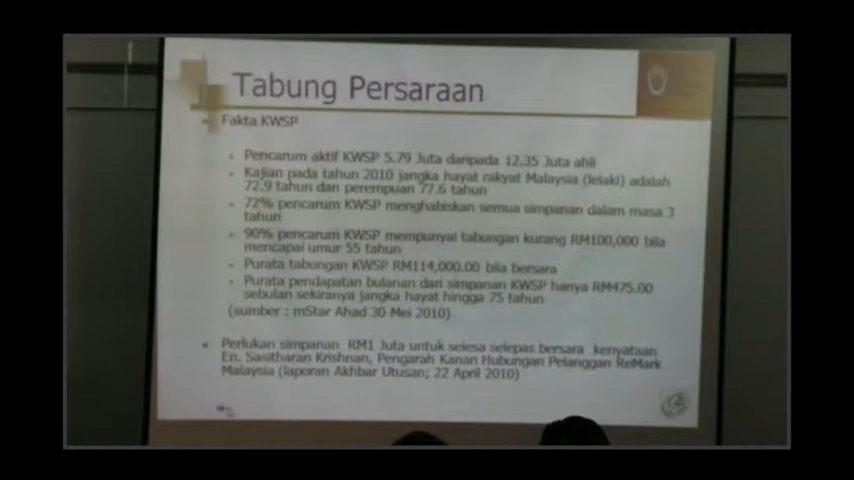 Tabung Persaraan
Fakta KWSP
Pencarum aktif KWSP 5.79 Juta daripada 12.35 Juta ahli
Kajian pada tahun 2010 jangka hayat rakyat Malaysia (lelaki) adalah
72.9 tahun dan perempuan 77.6 tahun
72% pencarum KWSP menghabiskan semua simpanan dalam masa 3
tahun
90% pencarum KWSP mempunyai tabungan kurang RM100,000 bila
mencapai umur 55 tahun
Purata tabungan KWSP RM114,000.00 bila bersara
Purata pendapatan bulanan dari simpanan KWSP hanya RM475.00
sebulan sekiranya jangka hayat hingga 75 tahun
(sumber : mStar Ahad 30 Mei 2010)
Perlukan simpanan RM1 Juta untuk selesa selepas bersara kenyataan
En. Sasitharan Krishnan, Pengarah Kanan Hubungan Pelanggan ReMark
Malaysia (laporan Akhbar Utusan; 22 April 2010)